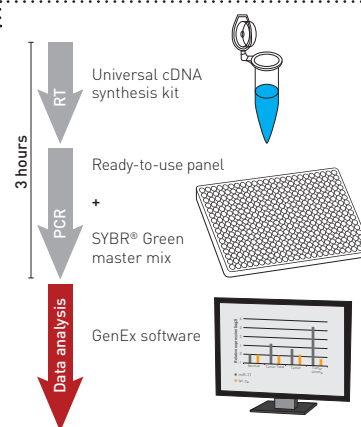 3 hours
RT
Universal cDNA
synthesis kit
PCR
Ready-to-use panel
+
SYBR® Green
master mix
Data analysis
GenEx software